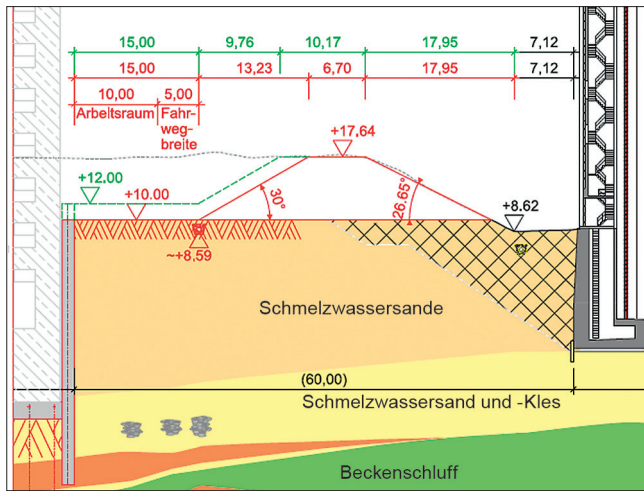 15,00 9,76 10,17 17,95 7,12
15,00 13,23 6,70 17,95 7,12
10,00 5,00
Arbeitsraum Fahr-
weg-
breite
+17,64
+12.00
+10.00
30°
26.65°
+8.62
~+8,59
Schmelzwassersande
(60,00)
Schmelzwassersand und -Kles
Beckenschluff